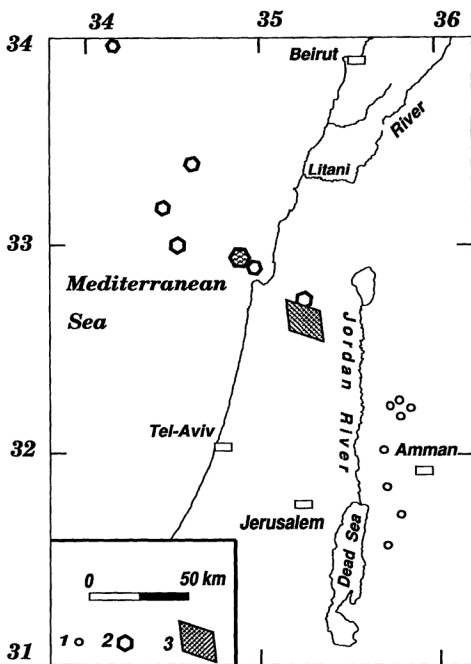 34
35
36
34
Beirut
River
Litani
33
Mediterranean
Sea
Jordan River
Tel-Aviv
32
Amman
Jerusalem
Dead Sea
0 50 km
1 2 3
31